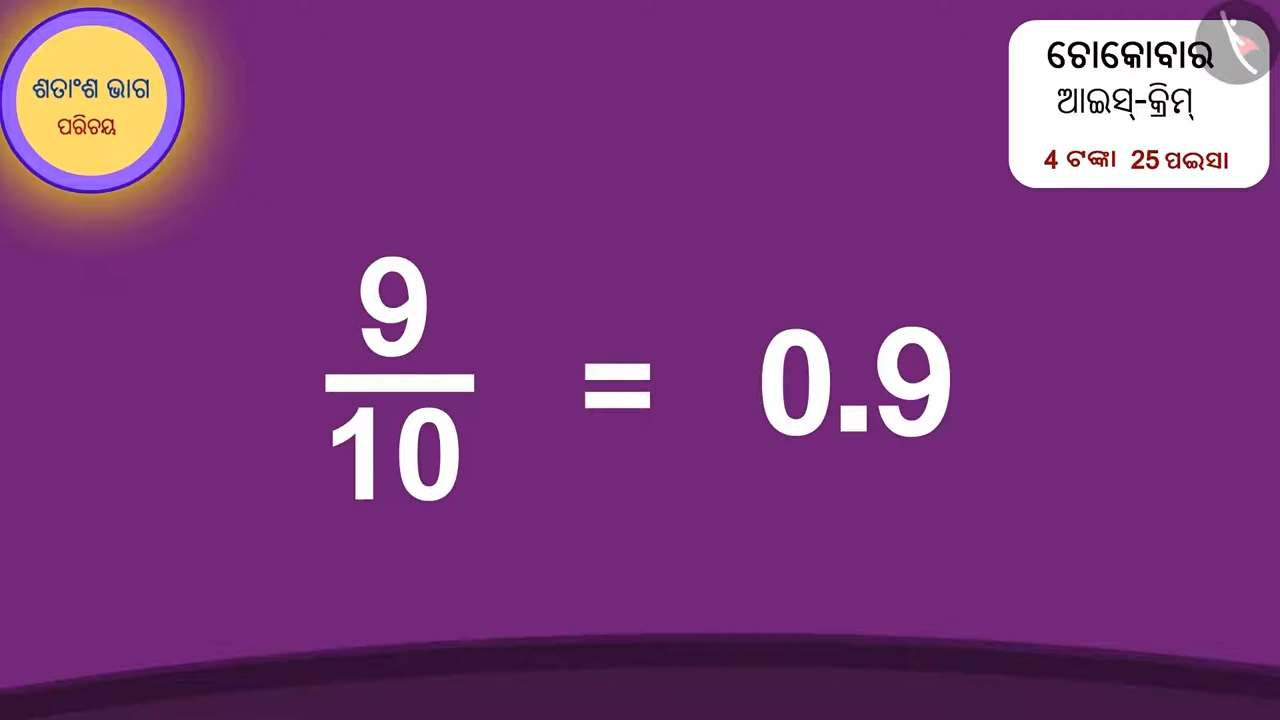 ଶତାଂଶ ଭାଗ
ପରିଚୟ
ଚୋକୋବାର
ଆଇସ୍-କ୍ରିମ୍
4 ଟଙ୍କା 25 ପଇସା
9
10
= 0.9